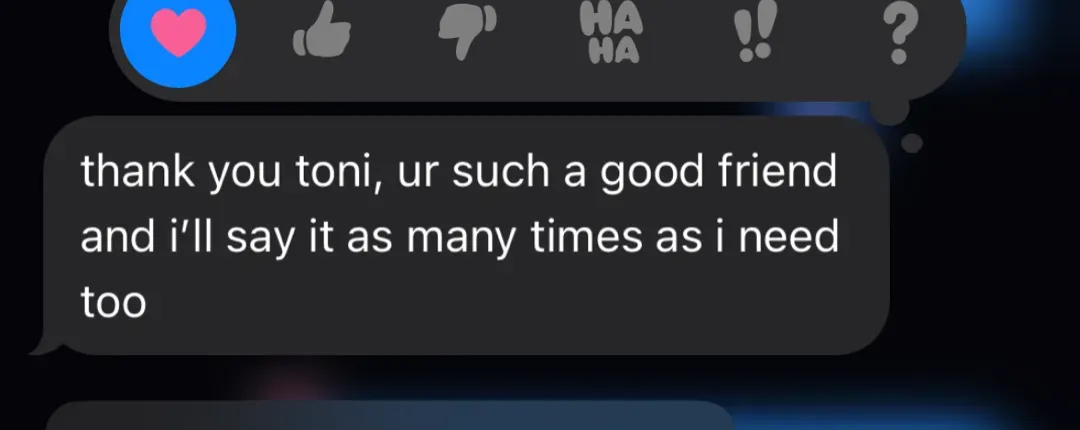 HA
HA
!!
?
thank you toni, ur such a good friend
and i’ll say it as many times as i need
too